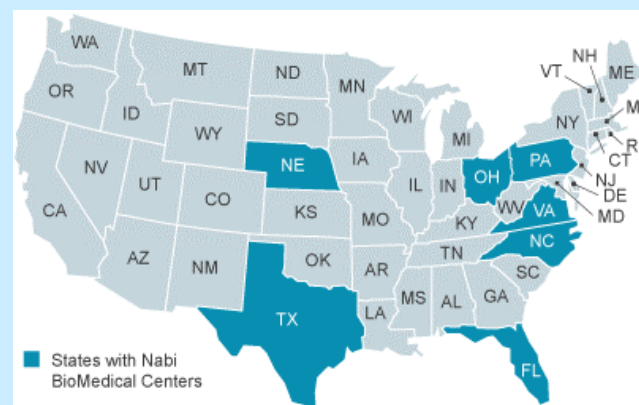 WA
MT
ND
MN
OR
ID
WY
SD
WI
MI
NY
VT
NH
ME
M
R
CT
NJ
DE
MD
PA
OH
IN
IL
IA
NE
NV
UT
CO
KS
MO
KY
WV
VA
NC
TN
CA
AZ
NM
OK
AR
SC
GA
AL
MS
LA
TX
FL
States with Nabi
BioMedical Centers